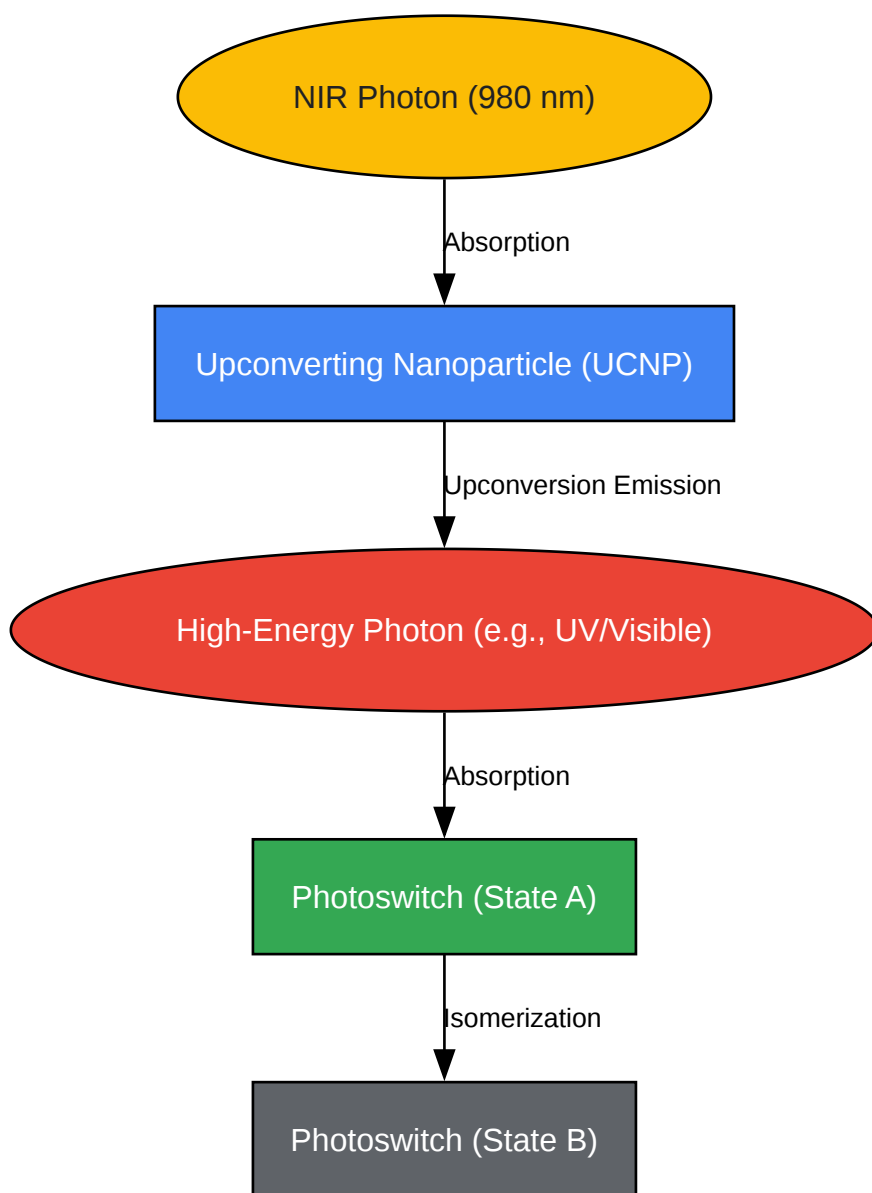 NIR Photon (980 nm)
Absorption
Upconverting Nanoparticle (UCNP)
Upconversion Emission
High-Energy Photon (e.g., UV/Visible)
Absorption
Photoswitch (State A)
Isomerization
Photoswitch (State B)